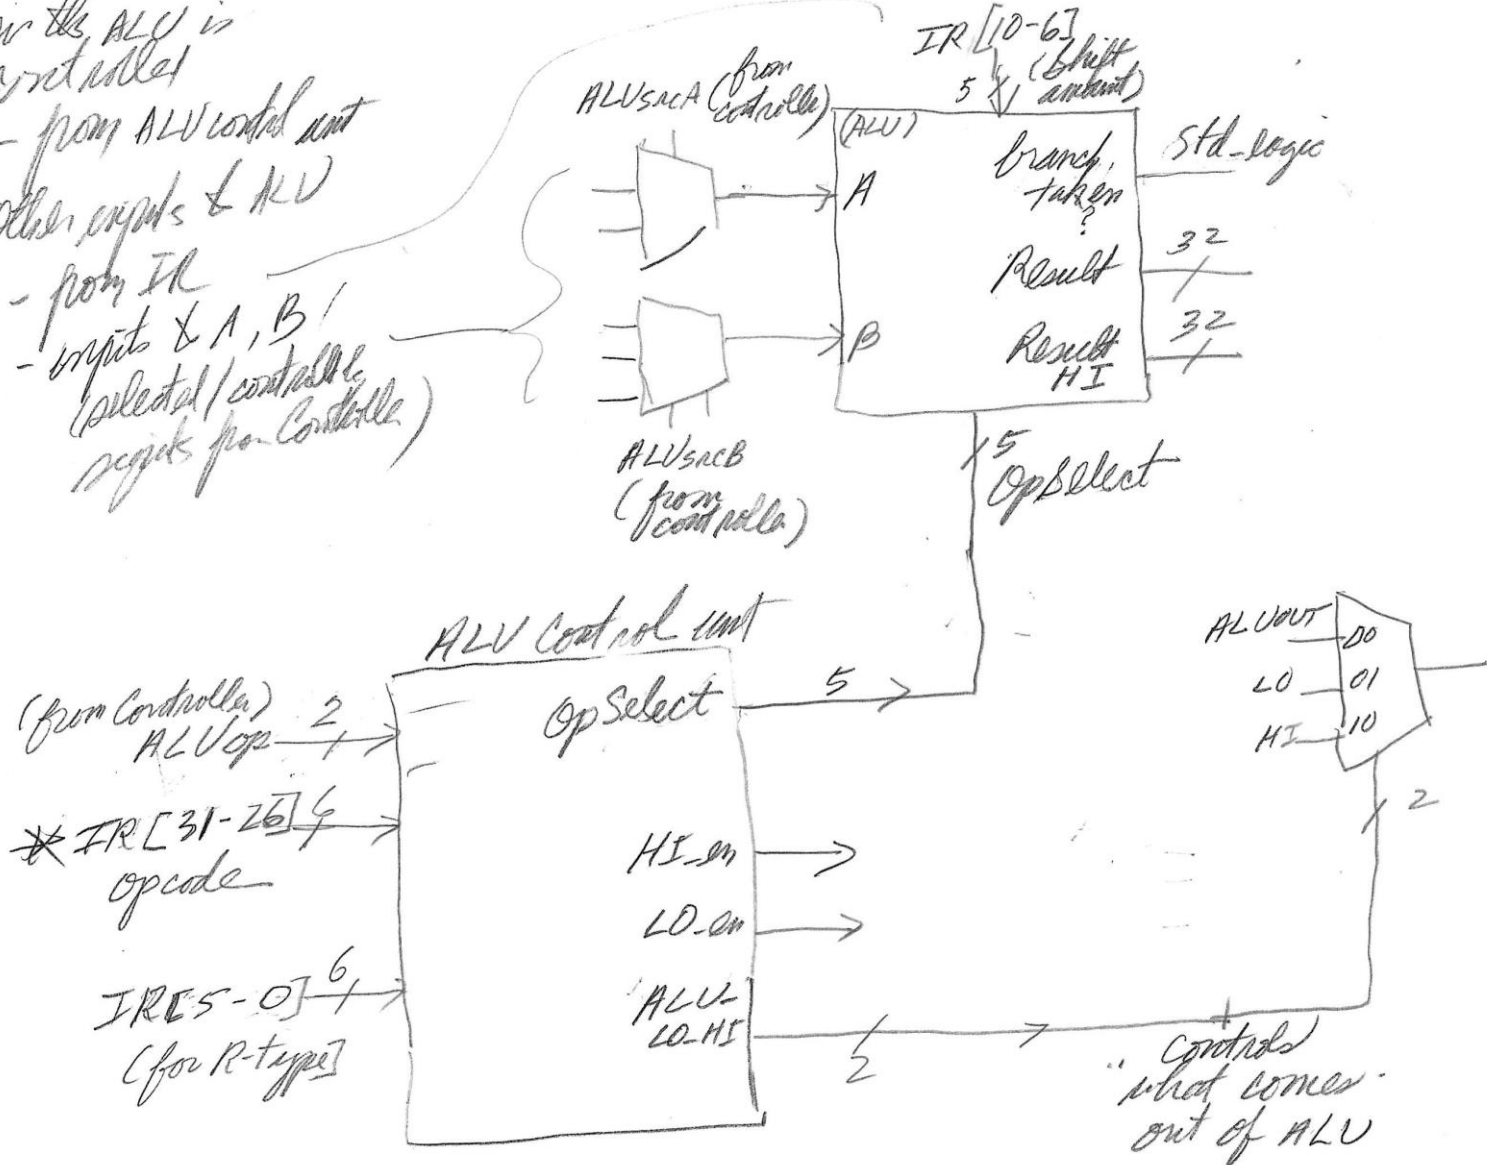 the ALU is
controlled
- from ALU control unit
other inputs to ALU
- from IR
- inputs to A, B
(selected / controlled
from Controller)
ALUsrcA (from
controller)
IR [10-6]
(shift
amount)
5
(ALU)
A
B
branch
taken
?
Result
Result
HI
std_logic
32
32
ALUsrcB
(from
controller)
5
OpSelect
ALU Control unit
(from Controller)
ALUop 2
IR [31-26] 6
opcode
IR[5-0] 6
(for R-type]
OpSelect
5
HI_en
LO_en
ALU_
LO_HI
2
ALUOUT
LO
HI
00
01
10
2
Controls
what comes
out of ALU